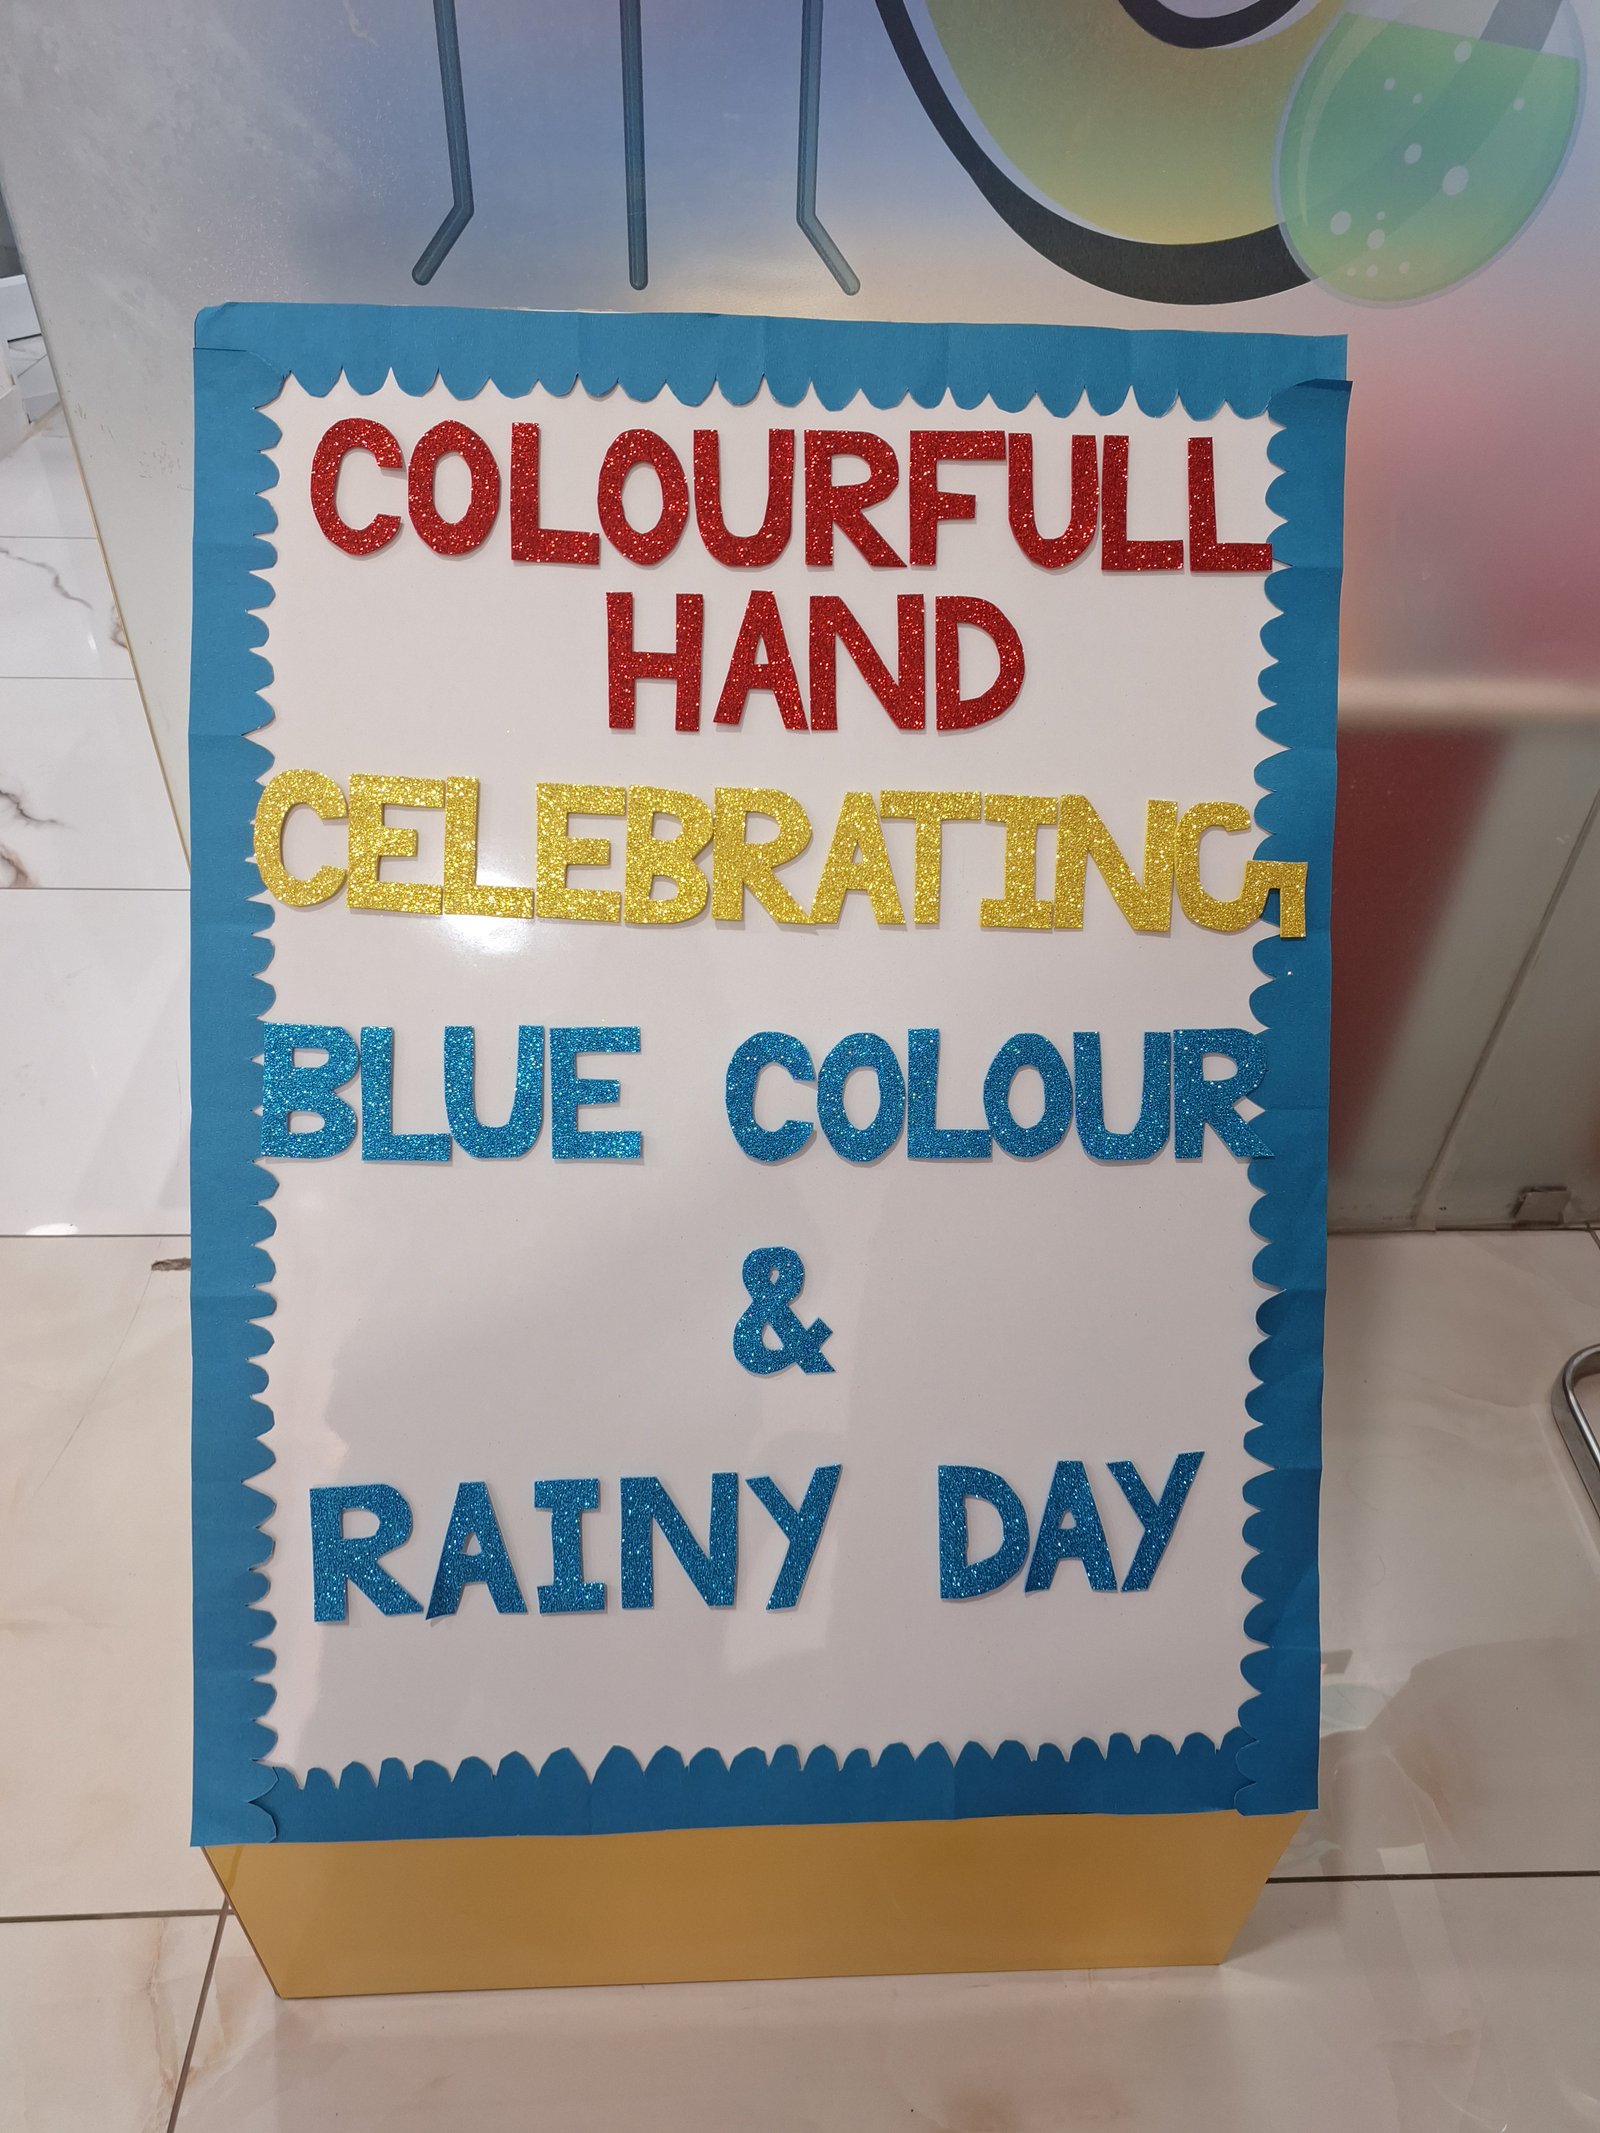 COLOURFULL
HAND
CELEBRATING
BLUE COLOUR
&
RAINY DAY